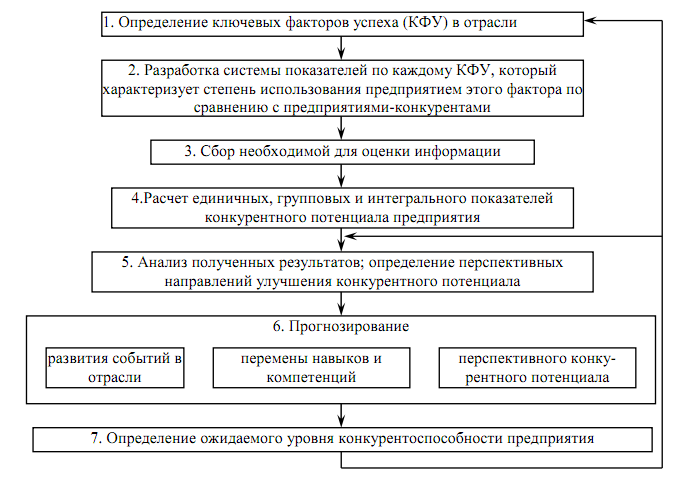 1. Определение ключевых факторов успеха (КФУ) в отрасли
2. Разработка системы показателей по каждому КФУ, который
характеризует степень использования предприятием этого фактора по
сравнению с предприятиями-конкурентами
3. Сбор необходимой для оценки информации
4.Расчет единичных, групповых и интегрального показателей
конкурентного потенциала предприятия
5. Анализ полученных результатов; определение перспективных
направлений улучшения конкурентного потенциала
6. Прогнозирование
развития событий в
отрасли
перемены навыков и
компетенций
перспективного конку-
рентного потенциала
7. Определение ожидаемого уровня конкурентоспособности предприятия